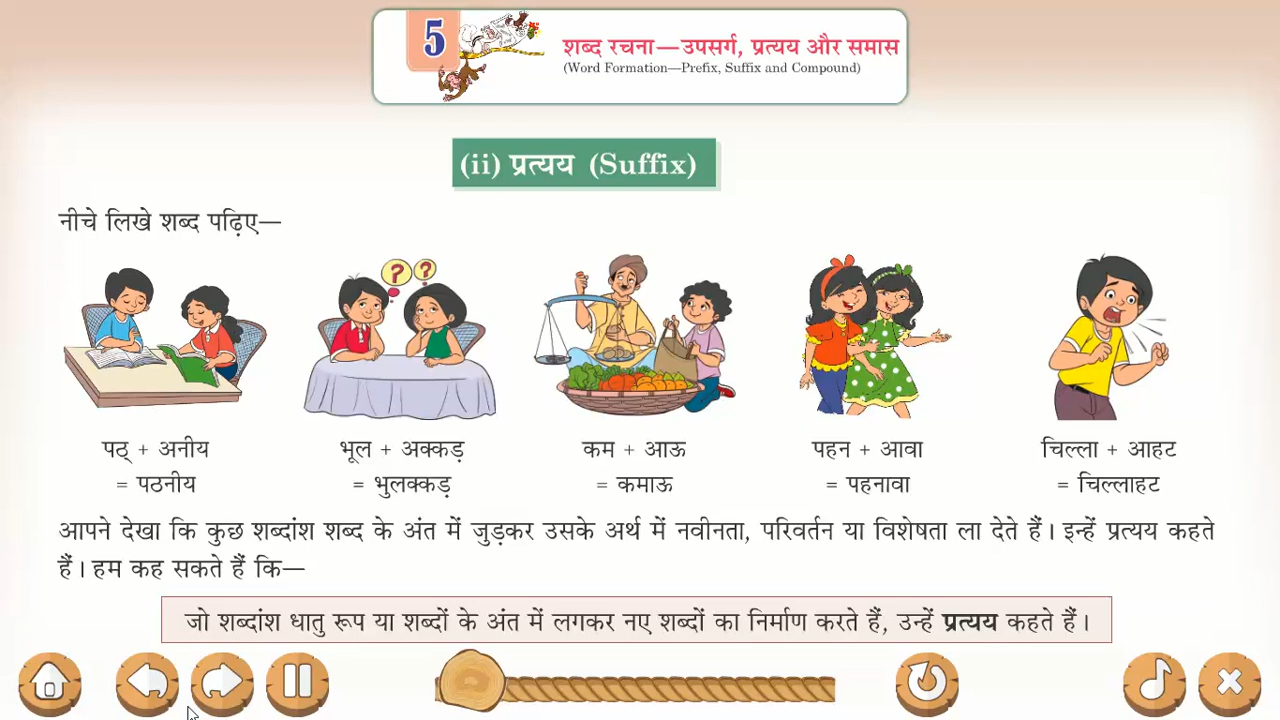 5
शब्द रचना—उपसर्ग, प्रत्यय और समास
(Word Formation—Prefix, Suffix and Compound)
(ii) प्रत्यय (Suffix)
नीचे लिखे शब्द पढ़िए—
? ?
पठ् + अनीय भूल + अक्कड़ कम + आऊ पहन + आवा चिल्ला + आहट
= पठनीय = भुलक्कड़ = कमाऊ = पहनावा = चिल्लाहट
आपने देखा कि कुछ शब्दांश शब्द के अंत में जुड़कर उसके अर्थ में नवीनता, परिवर्तन या विशेषता ला देते हैं। इन्हें प्रत्यय कहते
हैं। हम कह सकते हैं कि—
जो शब्दांश धातु रूप या शब्दों के अंत में लगकर नए शब्दों का निर्माण करते हैं, उन्हें प्रत्यय कहते हैं।